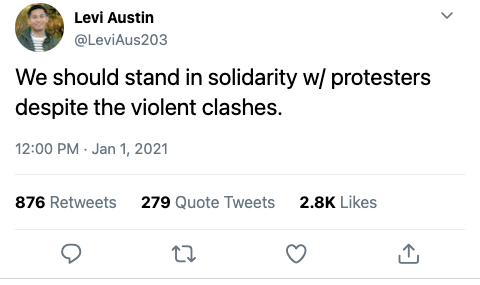 Levi Austin
@LeviAus203
We should stand in solidarity w/ protesters
despite the violent clashes.
12:00 PM · Jan 1, 2021
876 Retweets 279 Quote Tweets 2.8K Likes